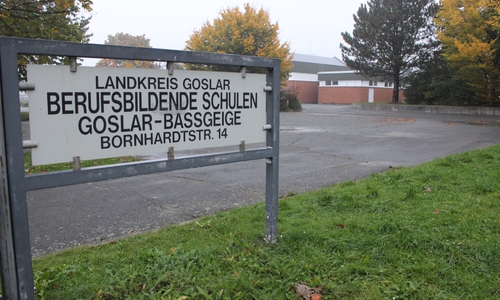 LANDKREIS GOSLAR
BERUFSBILDENDE SCHULEN
GOSLAR-BASSGEIGE
BORNHARDTSTR. 14